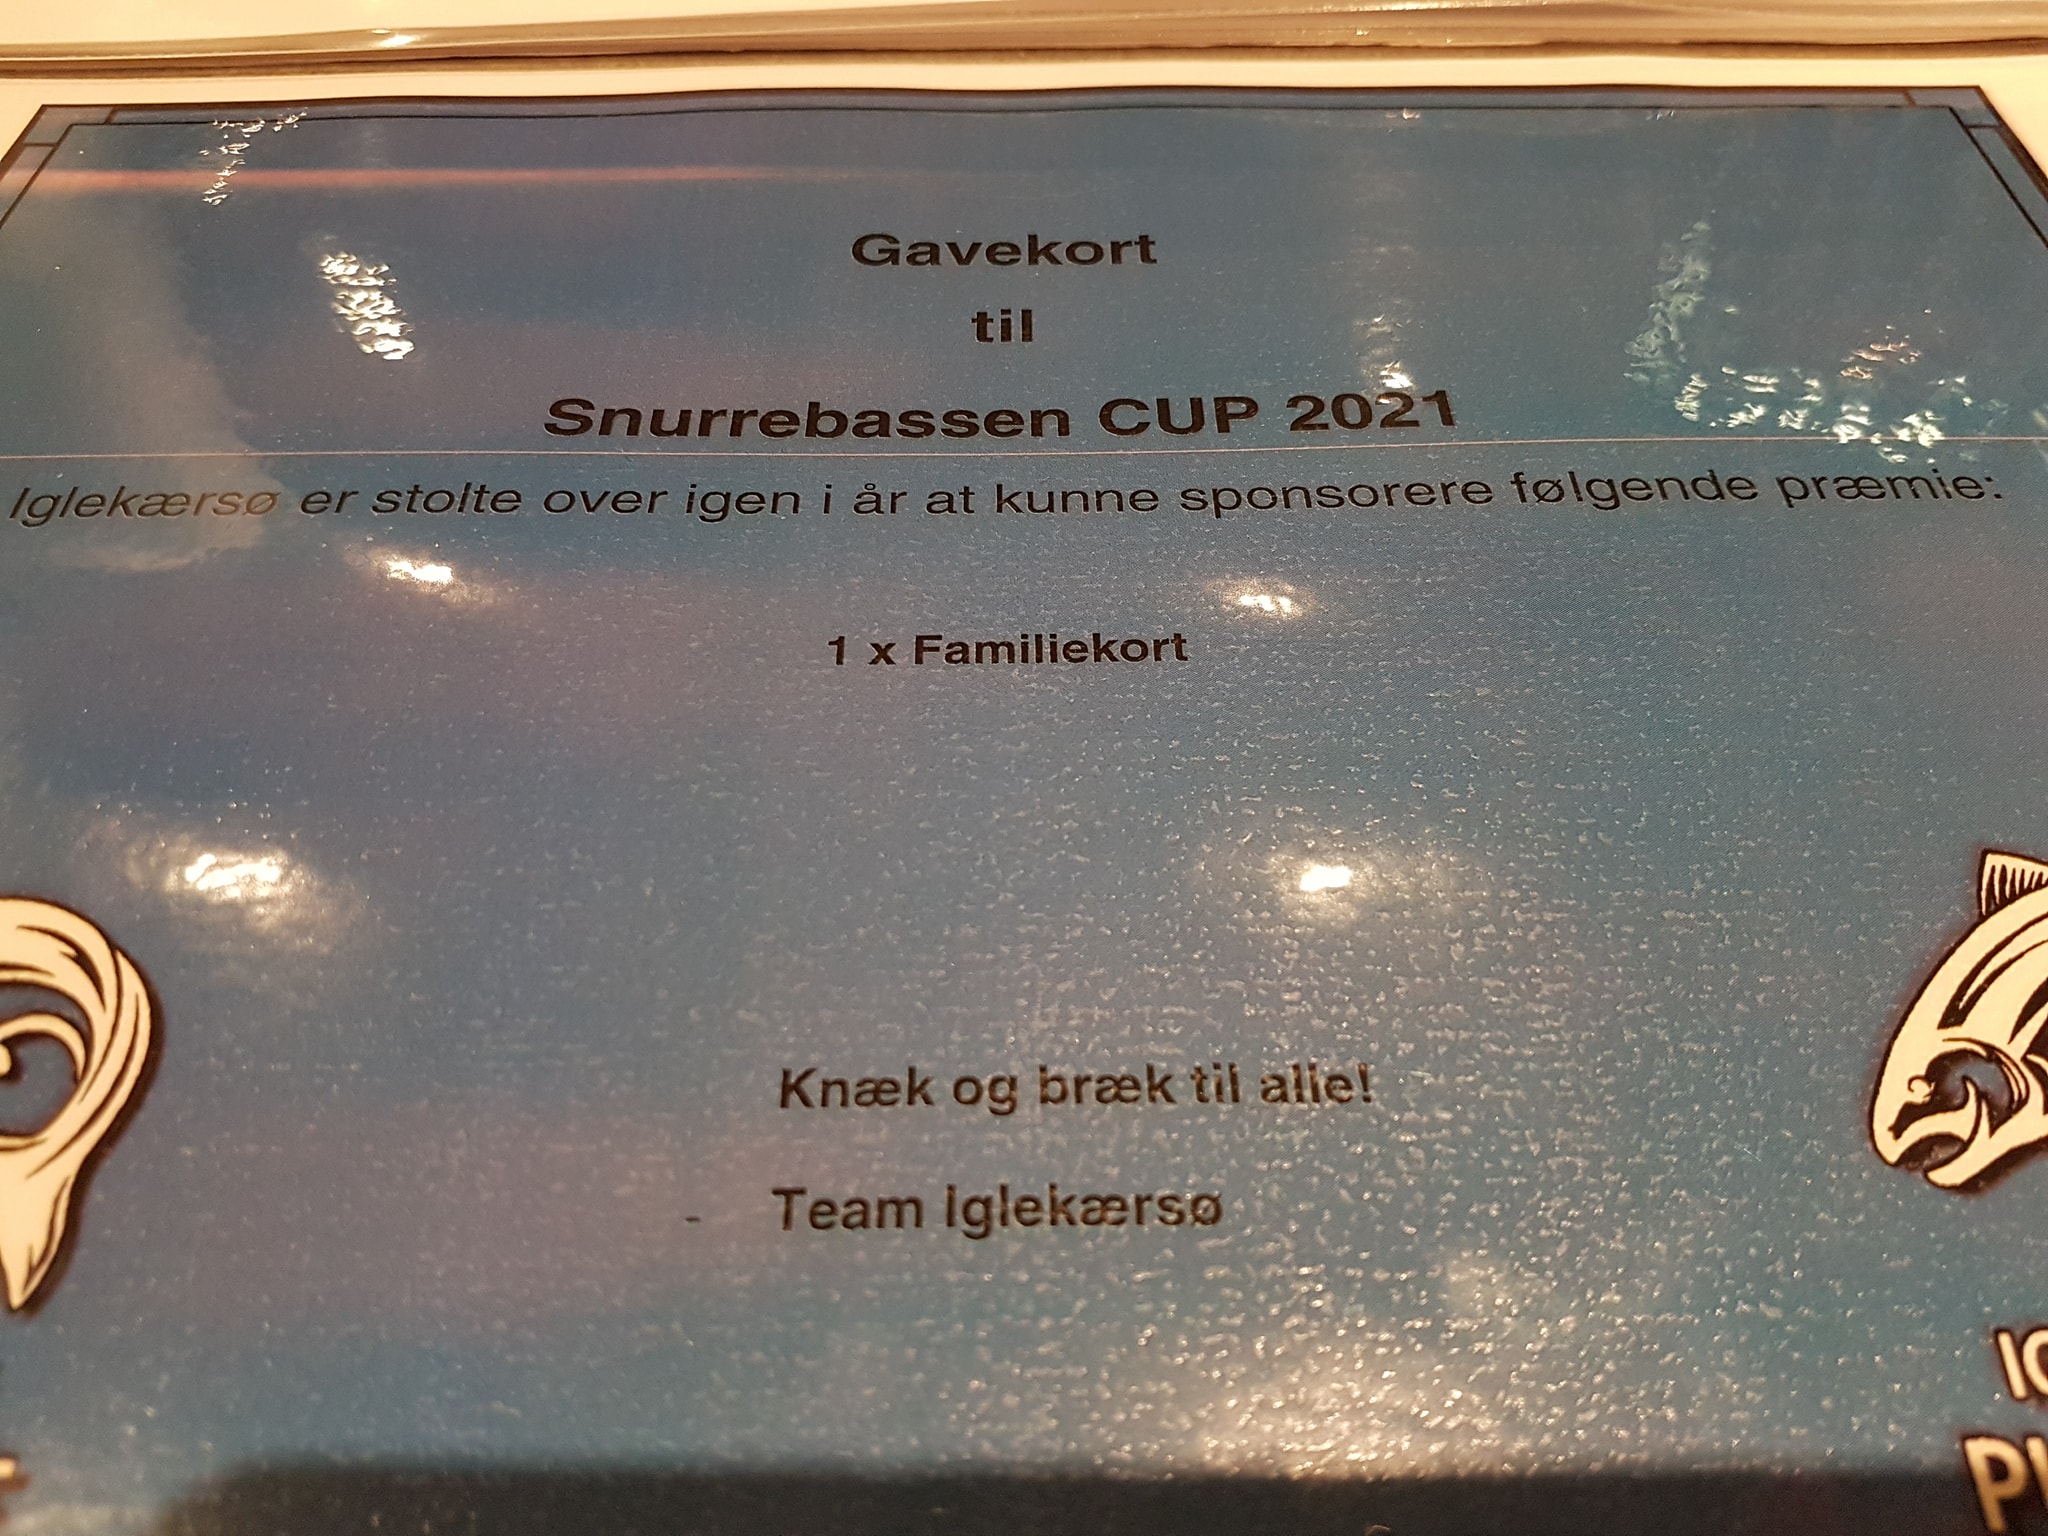 Gavekort
til
Snurrebassen CUP 2021
Iglekærsø er stolte over igen i år at kunne sponsorere følgende præmie:
1 x Familiekort
Knæk og bræk til alle!
- Team Iglekærsø